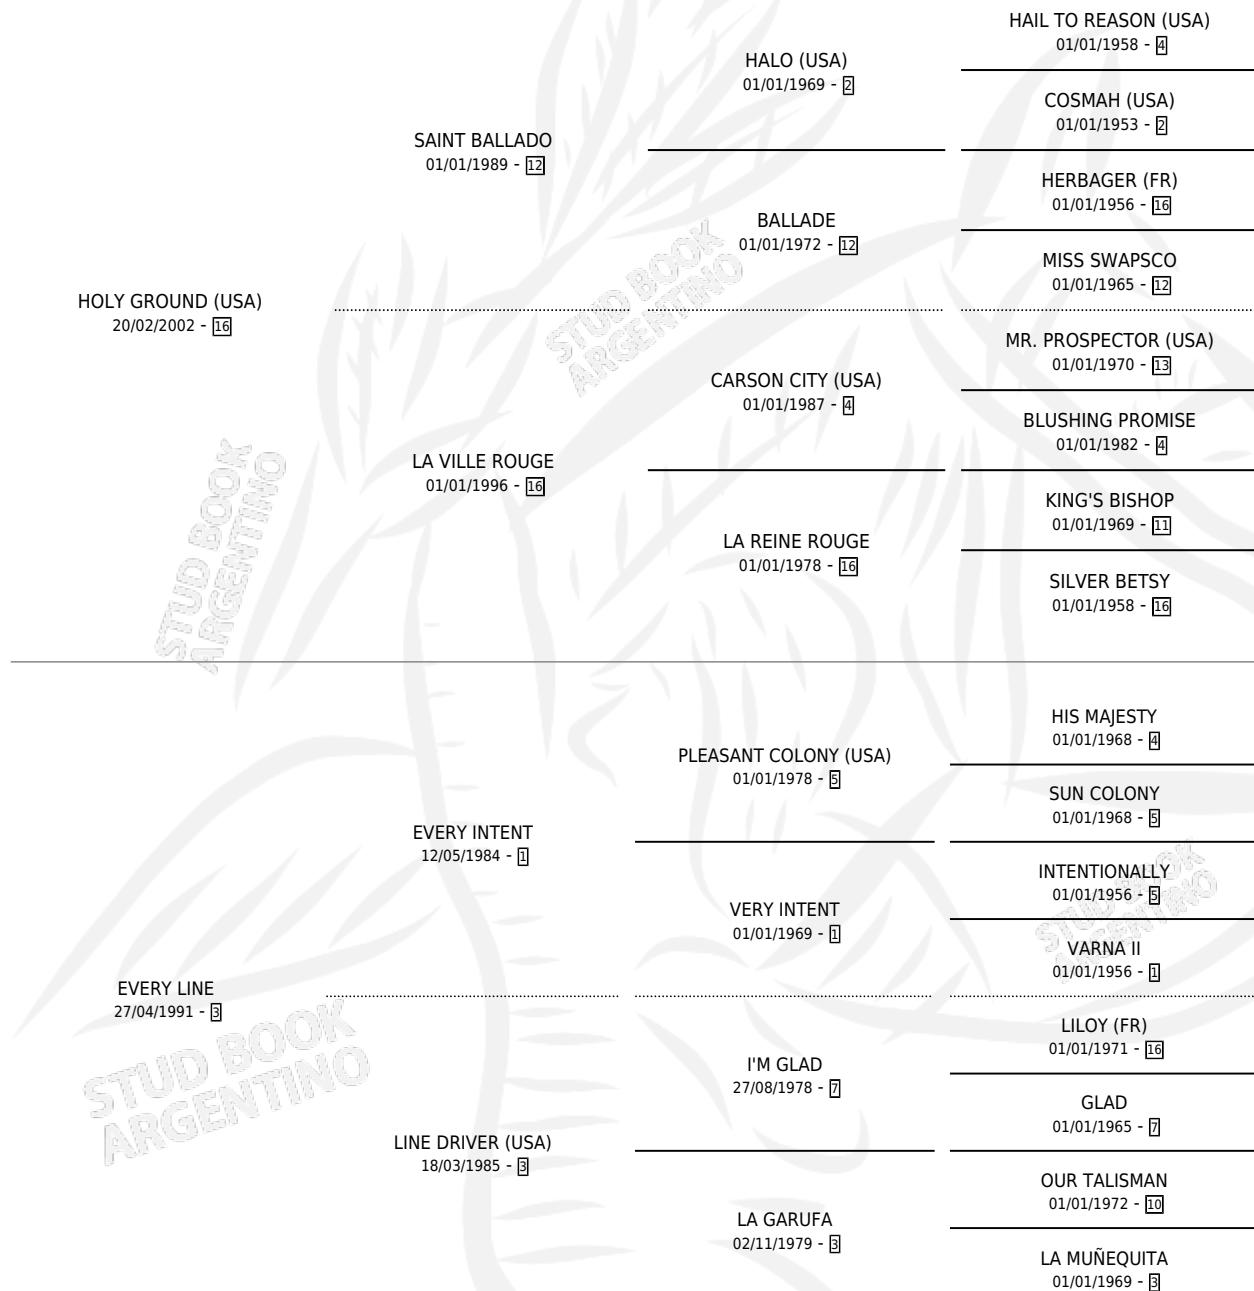 HAIL TO REASON (USA)
01/01/1958 - 4
HALO (USA)
01/01/1969 - 2
COSMAH (USA)
01/01/1953 - 2
SAINT BALLADO
01/01/1989 - 12
HERBAGER (FR)
01/01/1956 - 16
BALLADE
01/01/1972 - 12
MISS SWAPSCO
01/01/1965 - 12
HOLY GROUND (USA)
20/02/2002 - 16
STUD BOOK
ARGENTINO
MR. PROSPECTOR (USA)
01/01/1970 - 13
CARSON CITY (USA)
01/01/1987 - 4
BLUSHING PROMISE
01/01/1982 - 4
LA VILLE ROUGE
01/01/1996 - 16
KING'S BISHOP
01/01/1969 - 11
LA REINE ROUGE
01/01/1978 - 16
SILVER BETSY
01/01/1958 - 16
STUD BOOK
ARGENTINO
HIS MAJESTY
01/01/1968 - 4
PLEASANT COLONY (USA)
01/01/1978 - 5
SUN COLONY
01/01/1968 - 5
EVERY INTENT
12/05/1984 - 1
INTENTIONALLY
01/01/1956 - 5
VERY INTENT
01/01/1969 - 1
STUD BOOK
ARGENTINO
VARNA II
01/01/1956 - 1
EVERY LINE
27/04/1991 - 3
STUD BOOK
ARGENTINO
LILOY (FR)
01/01/1971 - 16
I'M GLAD
27/08/1978 - 7
GLAD
01/01/1965 - 7
LINE DRIVER (USA)
18/03/1985 - 3
OUR TALISMAN
01/01/1972 - 10
LA GARUFA
02/11/1979 - 3
LA MUÑEQUITA
01/01/1969 - 3